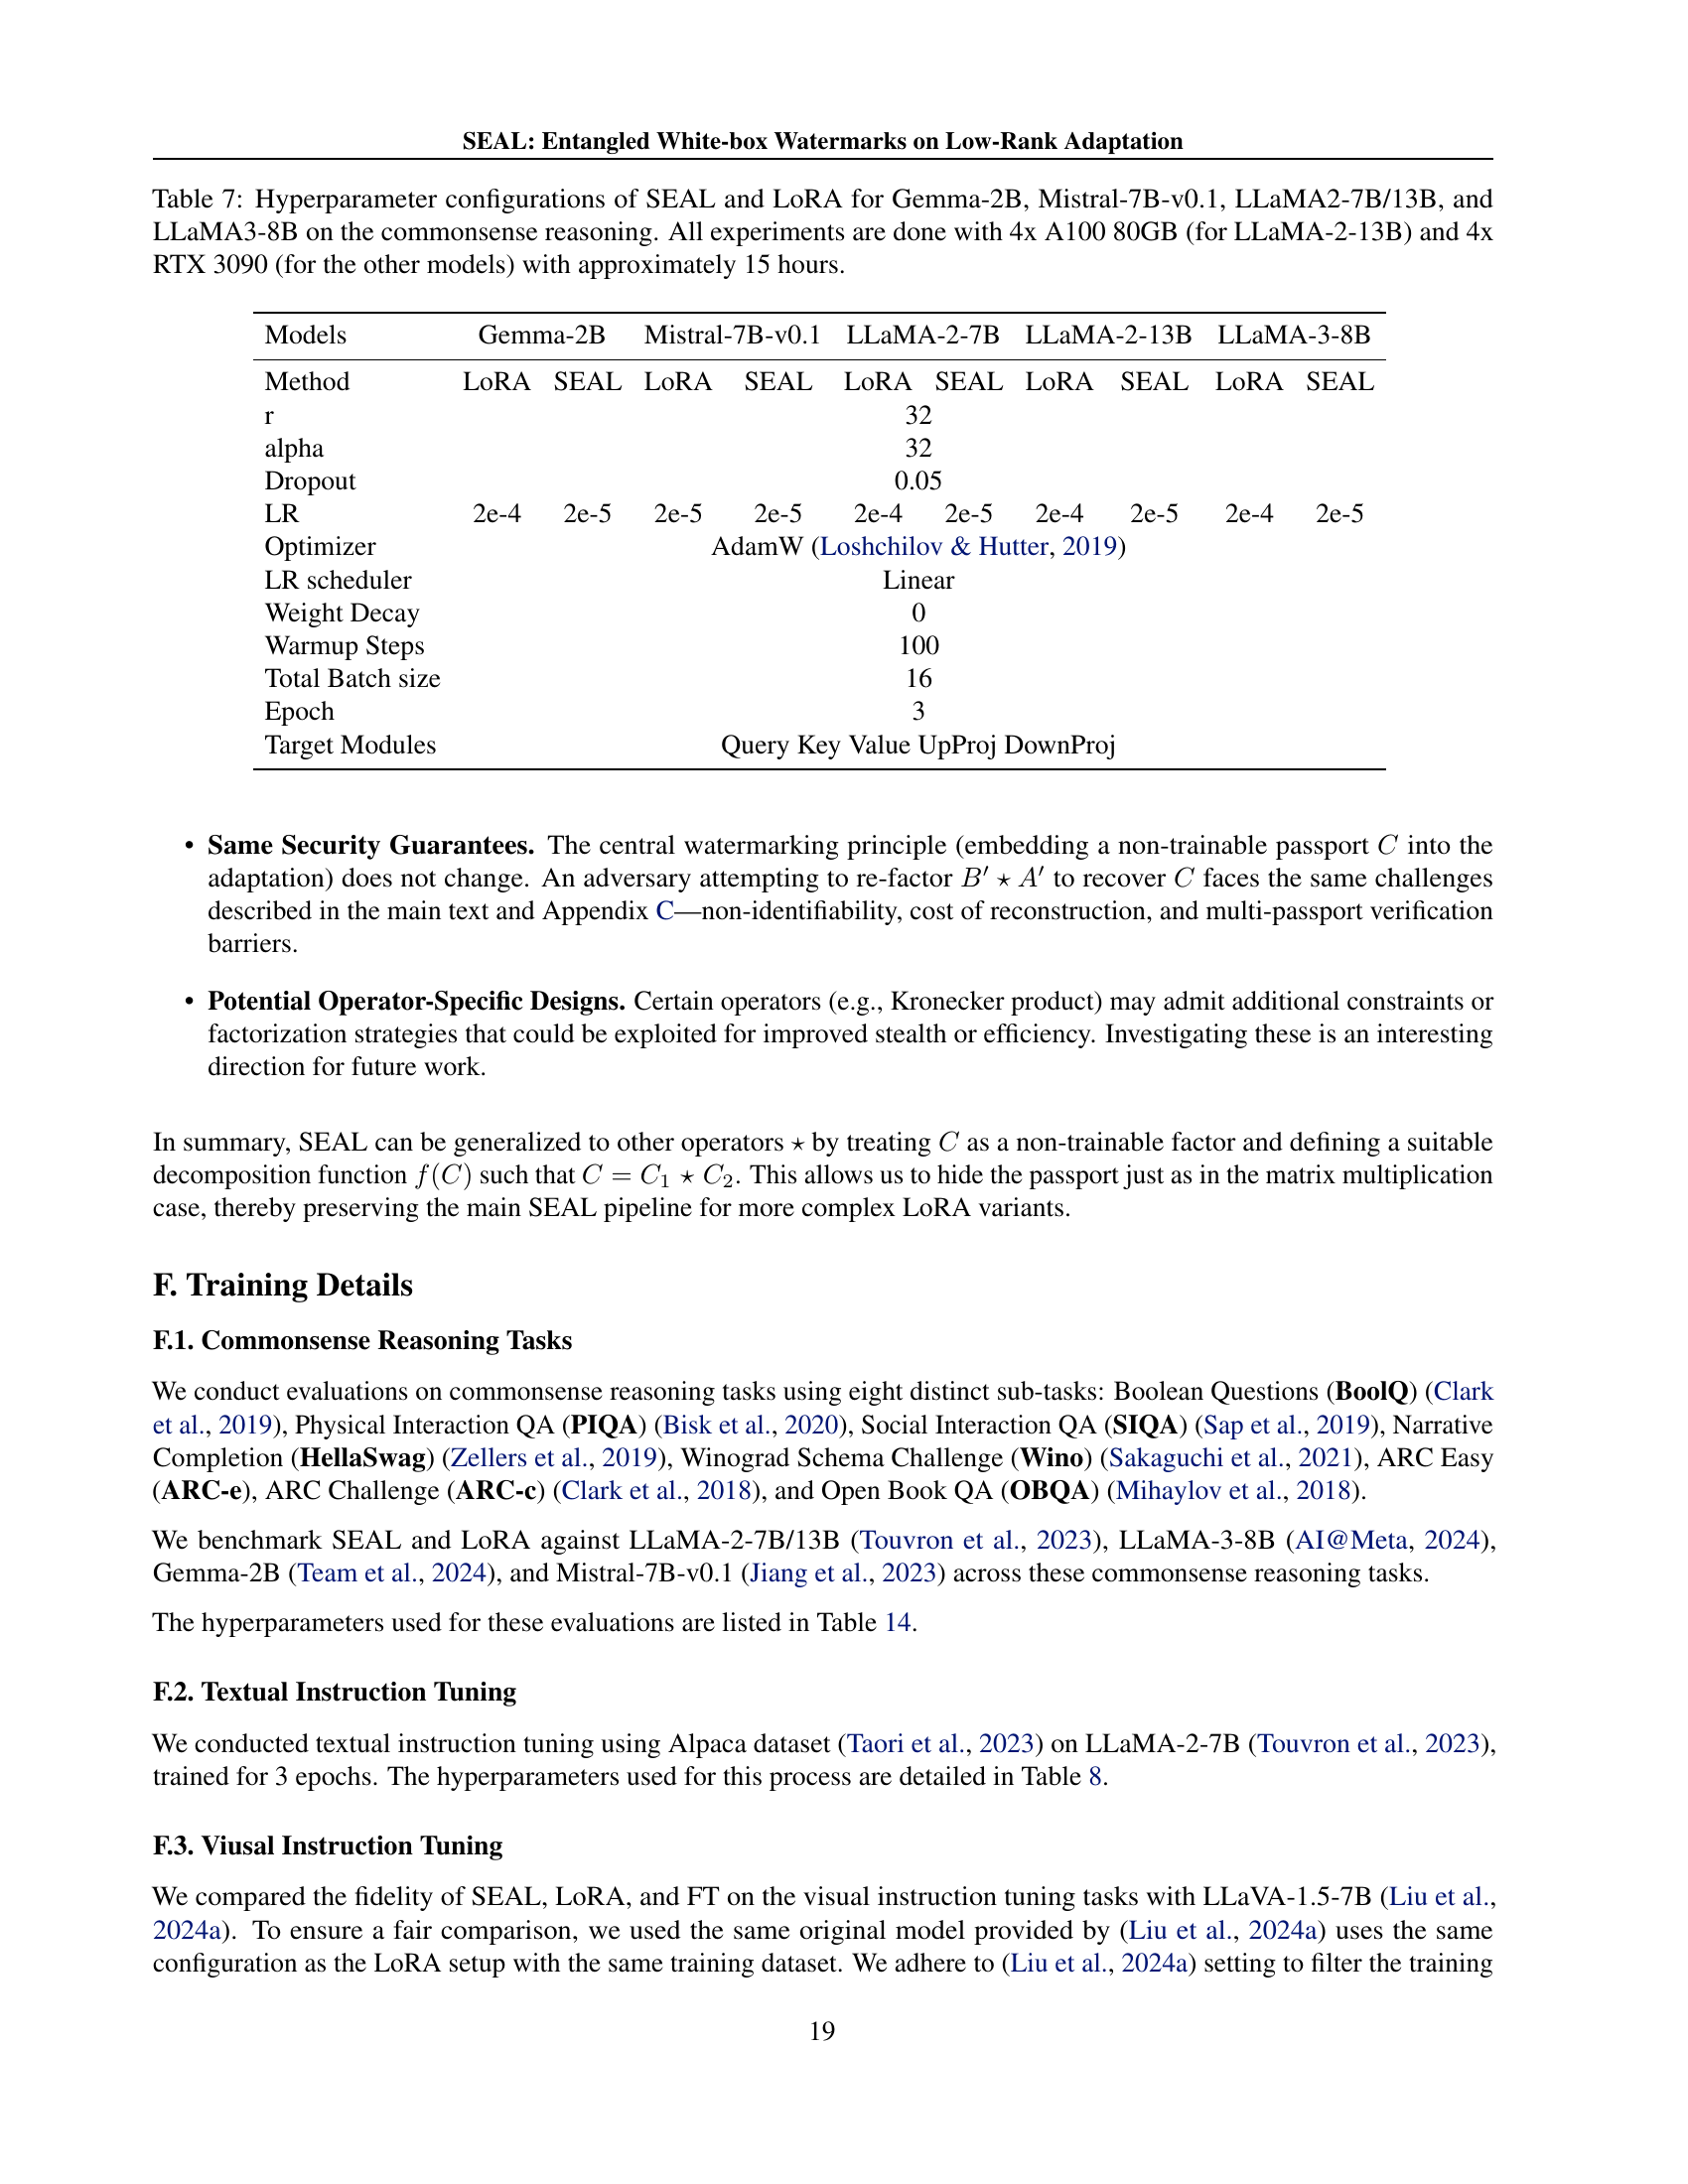 SEAL: Entangled White-box Watermarks on Low-Rank Adaptation
Table 7: Hyperparameter configurations of SEAL and LoRA for Gemma-2B, Mistral-7B-v0.1, LLaMA2-7B/13B, and
LLaMA3-8B on the commonsense reasoning. All experiments are done with 4x A100 80GB (for LLaMA-2-13B) and 4x
RTX 3090 (for the other models) with approximately 15 hours.
Models Gemma-2B Mistral-7B-v0.1 LLaMA-2-7B LLaMA-2-13B LLaMA-3-8B
Method LoRA SEAL LoRA SEAL LoRA SEAL LoRA SEAL LoRA SEAL
r 32
alpha 32
Dropout 0.05
LR 2e-4 2e-5 2e-5 2e-5 2e-4 2e-5 2e-4 2e-5 2e-4 2e-5
Optimizer AdamW (Loshchilov & Hutter, 2019)
LR scheduler Linear
Weight Decay 0
Warmup Steps 100
Total Batch size 16
Epoch 3
Target Modules Query Key Value UpProj DownProj
• Same Security Guarantees. The central watermarking principle (embedding a non-trainable passport C into the
adaptation) does not change. An adversary attempting to re-factor B′ ⋆ A′ to recover C faces the same challenges
described in the main text and Appendix C—non-identifiability, cost of reconstruction, and multi-passport verification
barriers.
• Potential Operator-Specific Designs. Certain operators (e.g., Kronecker product) may admit additional constraints or
factorization strategies that could be exploited for improved stealth or efficiency. Investigating these is an interesting
direction for future work.
In summary, SEAL can be generalized to other operators ⋆ by treating C as a non-trainable factor and defining a suitable
decomposition function f(C) such that C = C₁ ⋆ C₂. This allows us to hide the passport just as in the matrix multiplication
case, thereby preserving the main SEAL pipeline for more complex LoRA variants.
F. Training Details
F.1. Commonsense Reasoning Tasks
We conduct evaluations on commonsense reasoning tasks using eight distinct sub-tasks: Boolean Questions (BoolQ) (Clark
et al., 2019), Physical Interaction QA (PIQA) (Bisk et al., 2020), Social Interaction QA (SIQA) (Sap et al., 2019), Narrative
Completion (HellaSwag) (Zellers et al., 2019), Winograd Schema Challenge (Wino) (Sakaguchi et al., 2021), ARC Easy
(ARC-e), ARC Challenge (ARC-c) (Clark et al., 2018), and Open Book QA (OBQA) (Mihaylov et al., 2018).
We benchmark SEAL and LoRA against LLaMA-2-7B/13B (Touvron et al., 2023), LLaMA-3-8B (AI@Meta, 2024),
Gemma-2B (Team et al., 2024), and Mistral-7B-v0.1 (Jiang et al., 2023) across these commonsense reasoning tasks.
The hyperparameters used for these evaluations are listed in Table 14.
F.2. Textual Instruction Tuning
We conducted textual instruction tuning using Alpaca dataset (Taori et al., 2023) on LLaMA-2-7B (Touvron et al., 2023),
trained for 3 epochs. The hyperparameters used for this process are detailed in Table 8.
F.3. Viusal Instruction Tuning
We compared the fidelity of SEAL, LoRA, and FT on the visual instruction tuning tasks with LLaVA-1.5-7B (Liu et al.,
2024a). To ensure a fair comparison, we used the same original model provided by (Liu et al., 2024a) uses the same
configuration as the LoRA setup with the same training dataset. We adhere to (Liu et al., 2024a) setting to filter the training
19